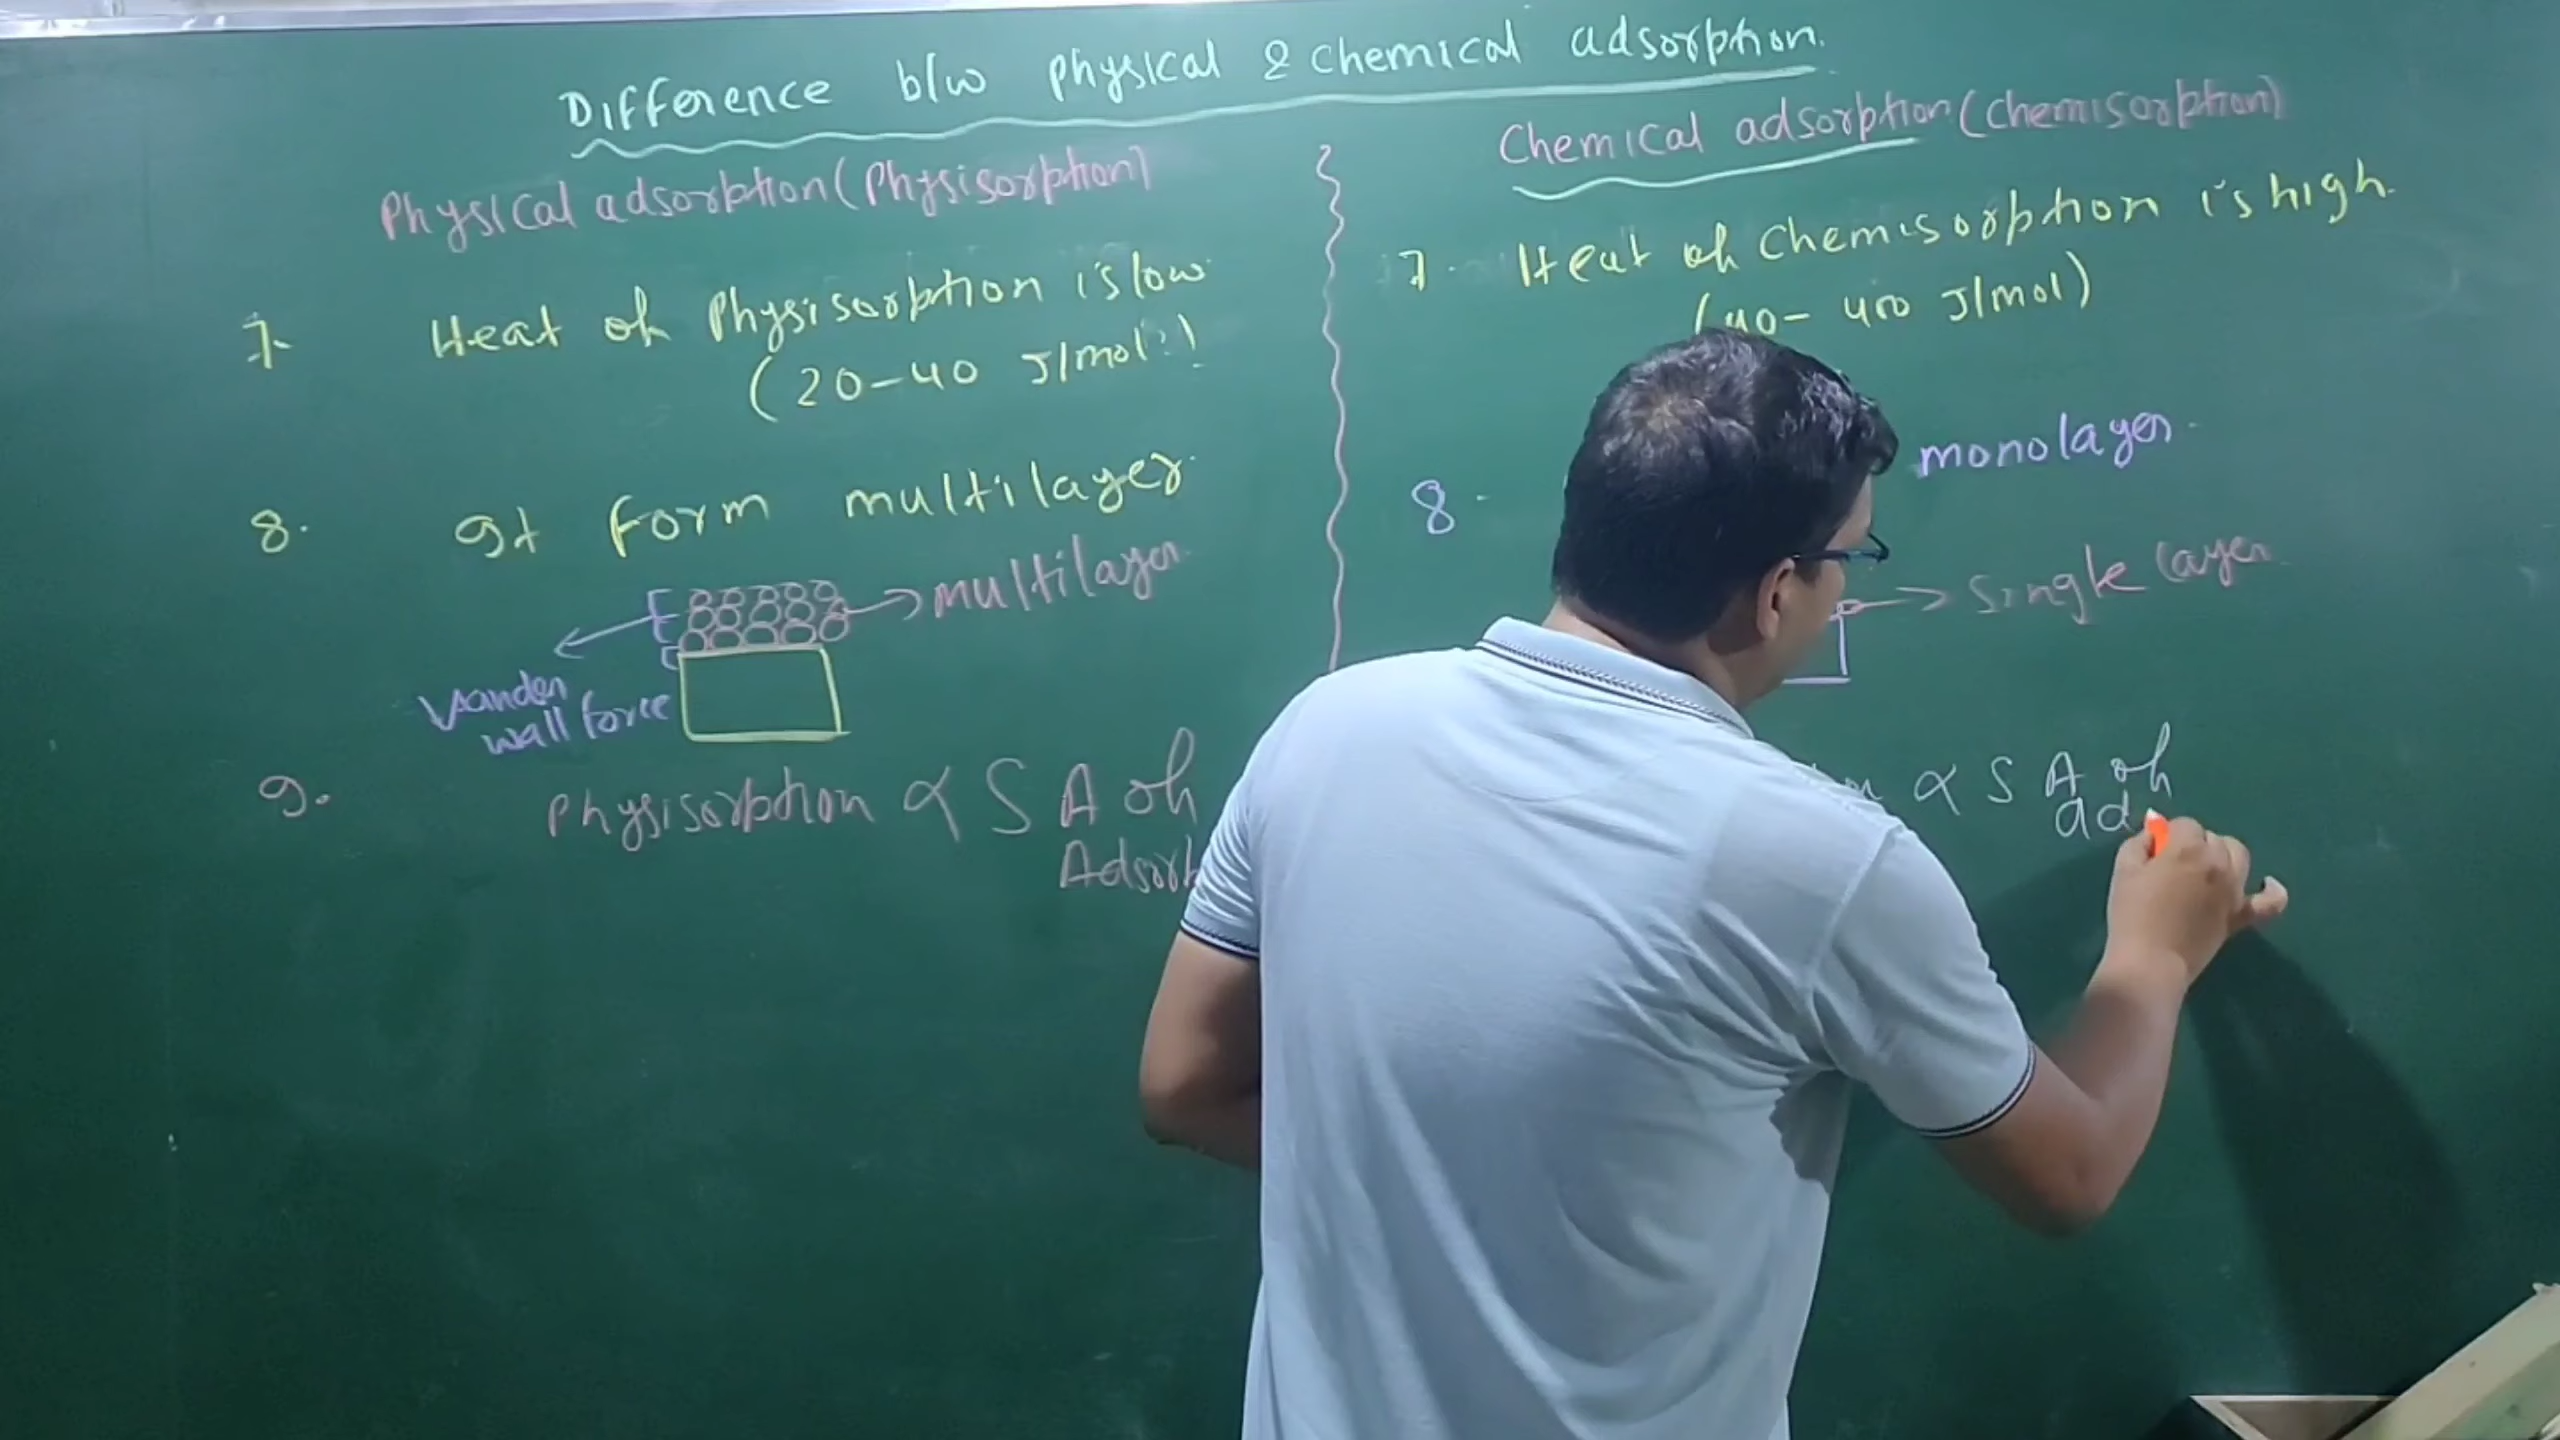 Difference b/w Physical & Chemical adsorption.
Physical adsorption (Physisorption)
7. Heat of Physisorption is low
(20-40 J/mol)
8. It Form multilayer
multilayer
Vanden
wall force
9. Physisorption ∝ S A of
Adsorb
Chemical adsorption (Chemisorption)
7. Heat of Chemisorption is high.
(40- 400 J/mol)
8. monolayer.
Single layer
∝ S A of
ad